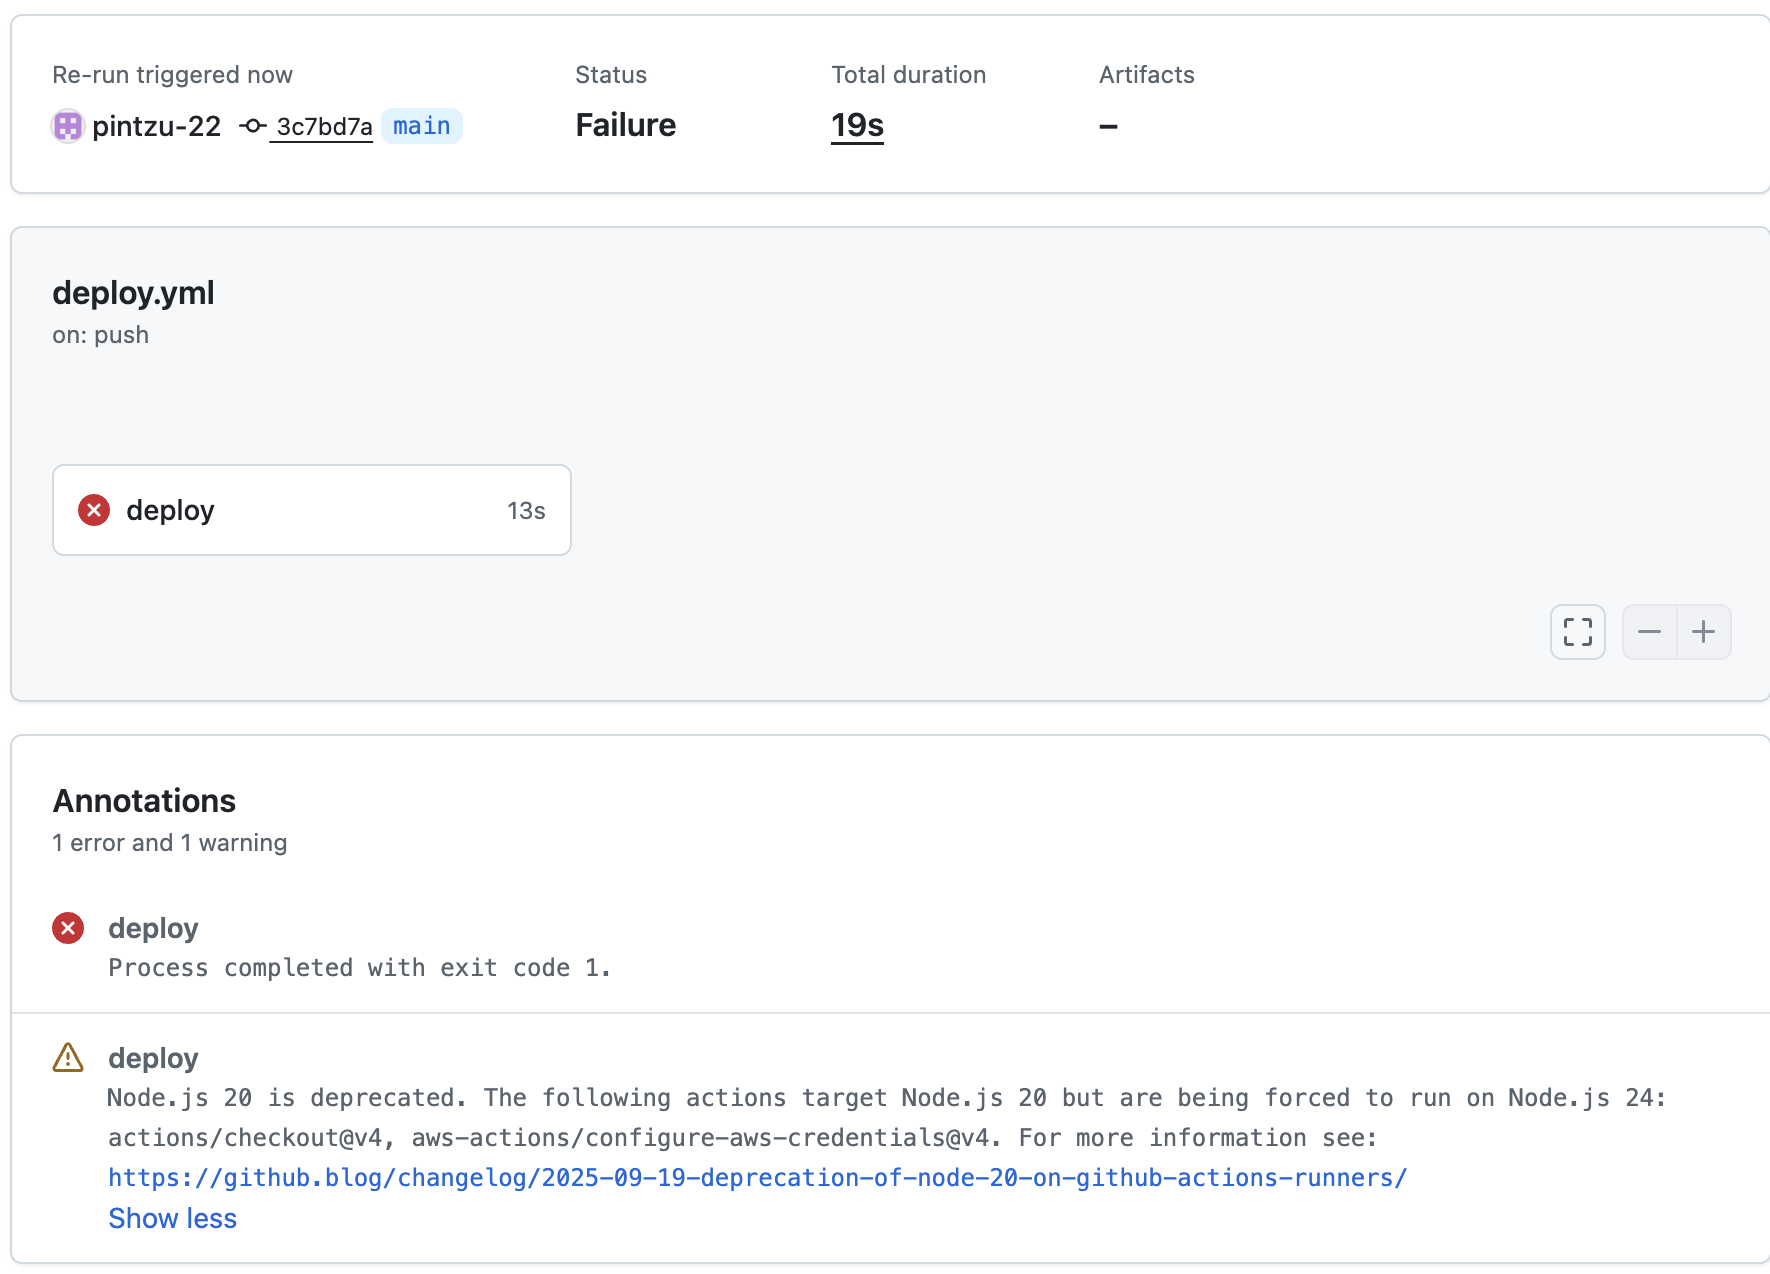 Re-run triggered now
Status
Total duration
Artifacts
pintzu-22 3c7bd7a main
Failure
19s
–
deploy.yml
on: push
deploy 13s
Annotations
1 error and 1 warning
deploy
Process completed with exit code 1.
deploy
Node.js 20 is deprecated. The following actions target Node.js 20 but are being forced to run on Node.js 24:
actions/checkout@v4, aws-actions/configure-aws-credentials@v4. For more information see:
https://github.blog/changelog/2025-09-19-deprecation-of-node-20-on-github-actions-runners/
Show less